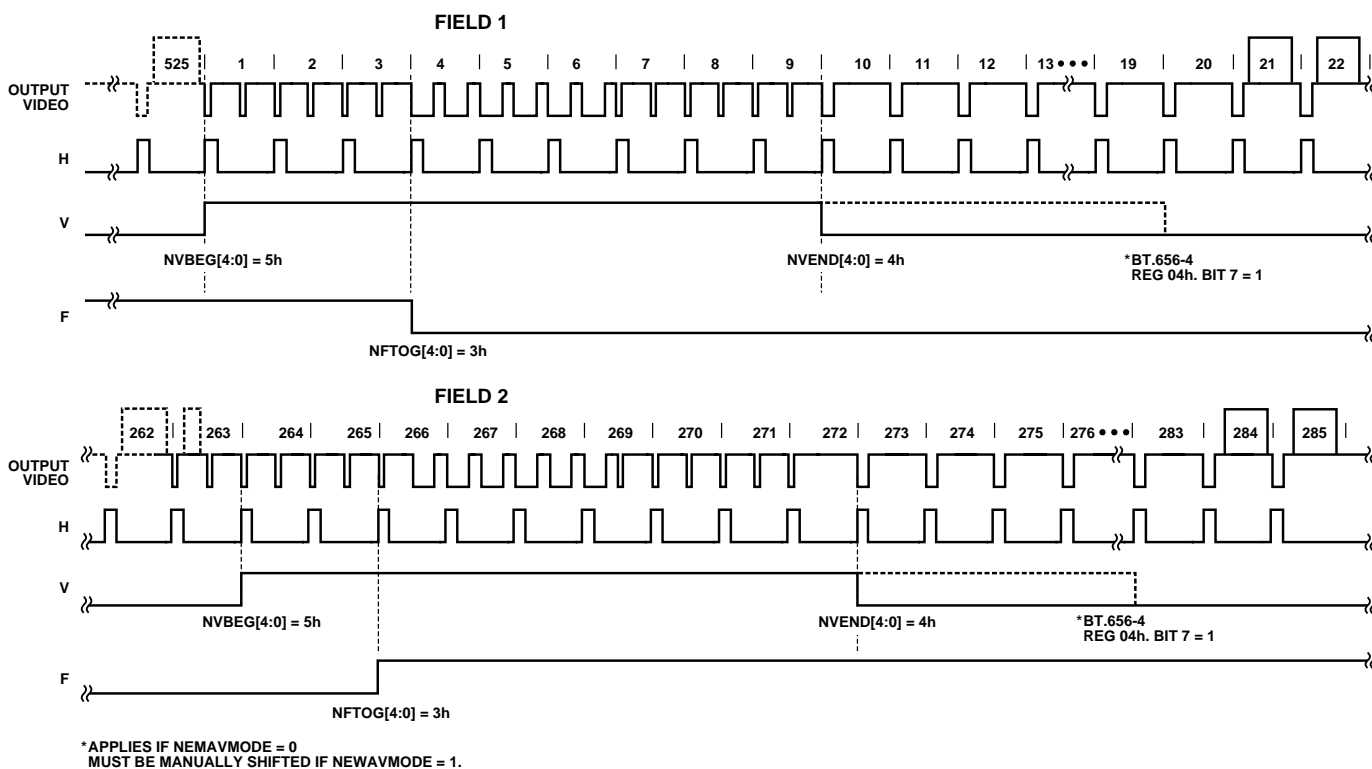 FIELD 1
525 1 2 3 4 5 6 7 8 9 10 11 12 13 ••• 19 20 21 22
OUTPUT
VIDEO
H
V
NVBEG[4:0] = 5h NVEND[4:0] = 4h *BT.656-4
REG 04h. BIT 7 = 1
F
NFTOG[4:0] = 3h
FIELD 2
262 263 264 265 266 267 268 269 270 271 272 273 274 275 276 ••• 283 284 285
OUTPUT
VIDEO
H
V
NVBEG[4:0] = 5h NVEND[4:0] = 4h *BT.656-4
REG 04h. BIT 7 = 1
F
NFTOG[4:0] = 3h
*APPLIES IF NEMAVMODE = 0
MUST BE MANUALLY SHIFTED IF NEWAVMODE = 1.